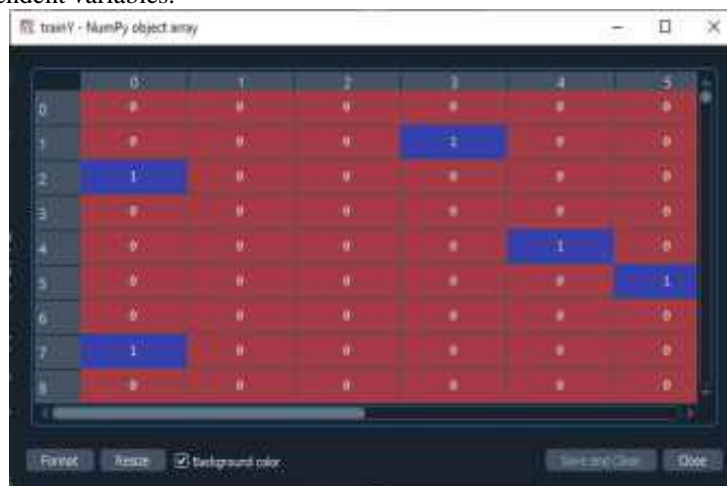 endent variables.
trainY - NumPy object array
0 1 2 3 4 5
0 0 0 0 0 0 0
1 0 0 0 1 0 0
2 1 0 0 0 0 0
3 0 0 0 0 0 0
4 0 0 0 0 1 0
5 0 0 0 0 0 1
6 0 0 0 0 0 0
7 1 0 0 0 0 0
8 0 0 0 0 0 0
Format Resize Background color Save and Close Close